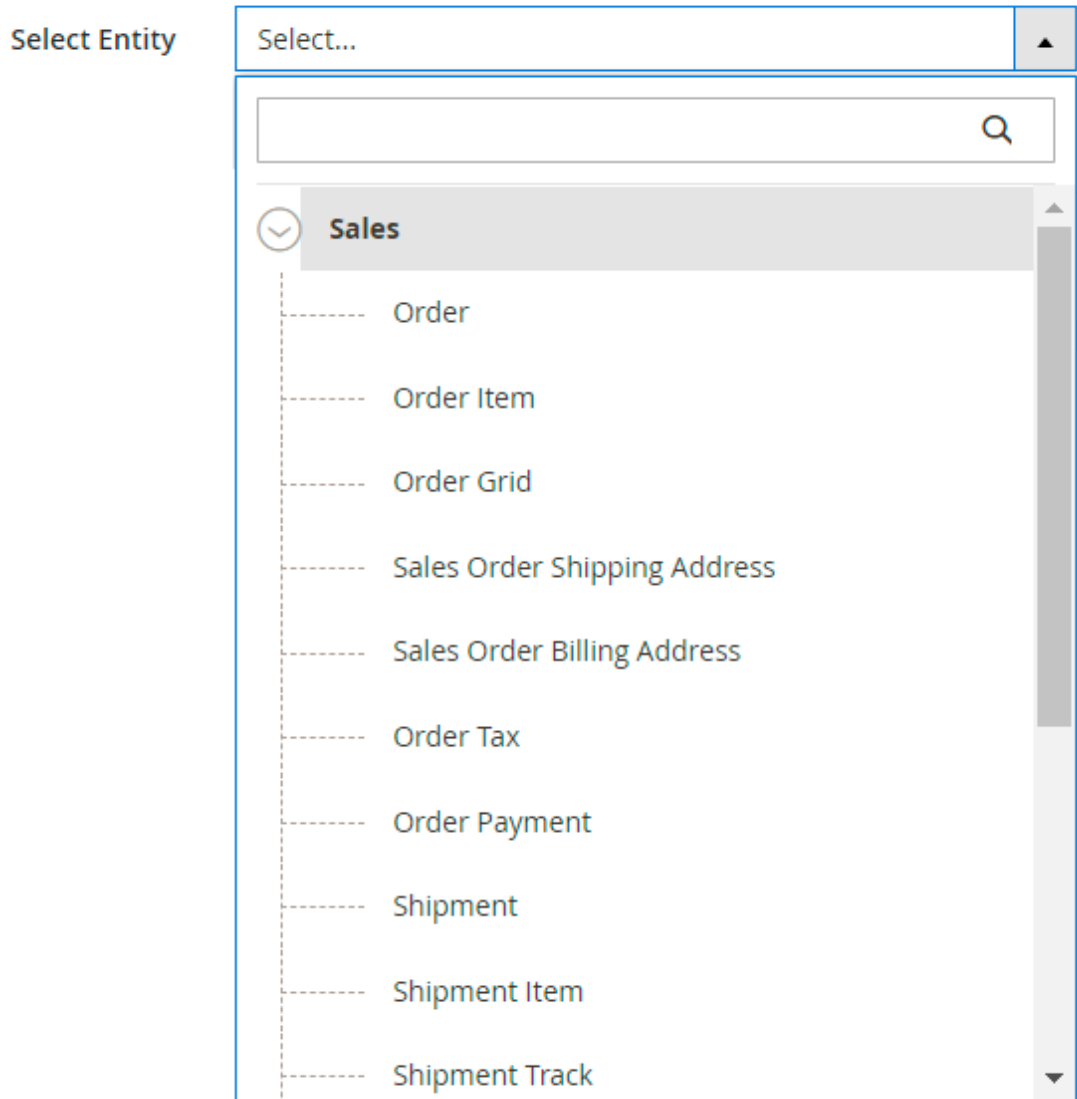 Select Entity
Select...
Sales
Order
Order Item
Order Grid
Sales Order Shipping Address
Sales Order Billing Address
Order Tax
Order Payment
Shipment
Shipment Item
Shipment Track